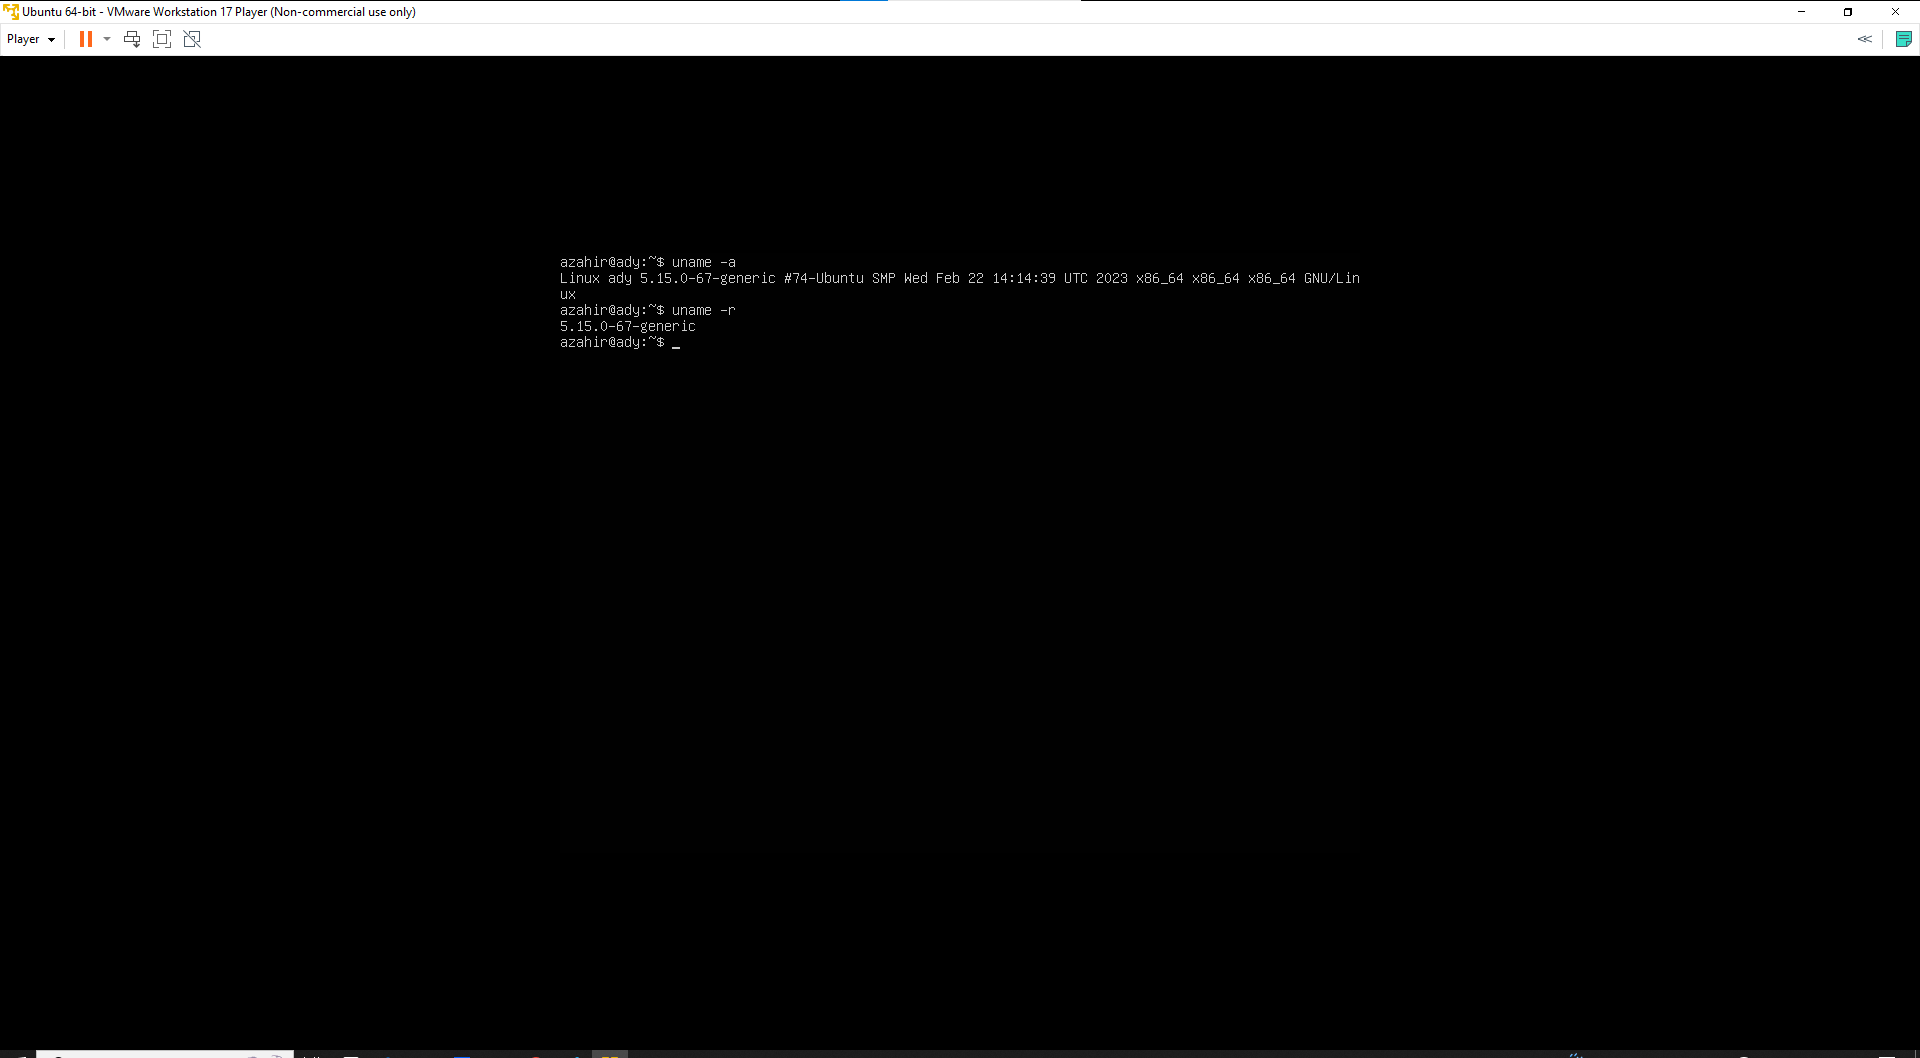 Ubuntu 64-bit - VMware Workstation 17 Player (Non-commercial use only)
Player
azahir@ady:~$ uname -a
Linux ady 5.15.0-67-generic #74-Ubuntu SMP Wed Feb 22 14:14:39 UTC 2023 x86_64 x86_64 x86_64 GNU/Lin
ux
azahir@ady:~$ uname -r
5.15.0-67-generic
azahir@ady:~$ _